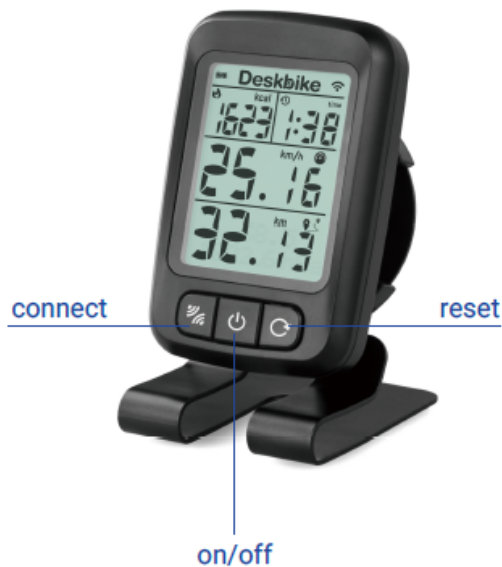 Deskbike
kcal time
1623 1:38
km/h
25.16
km
32.13
connect
reset
on/off